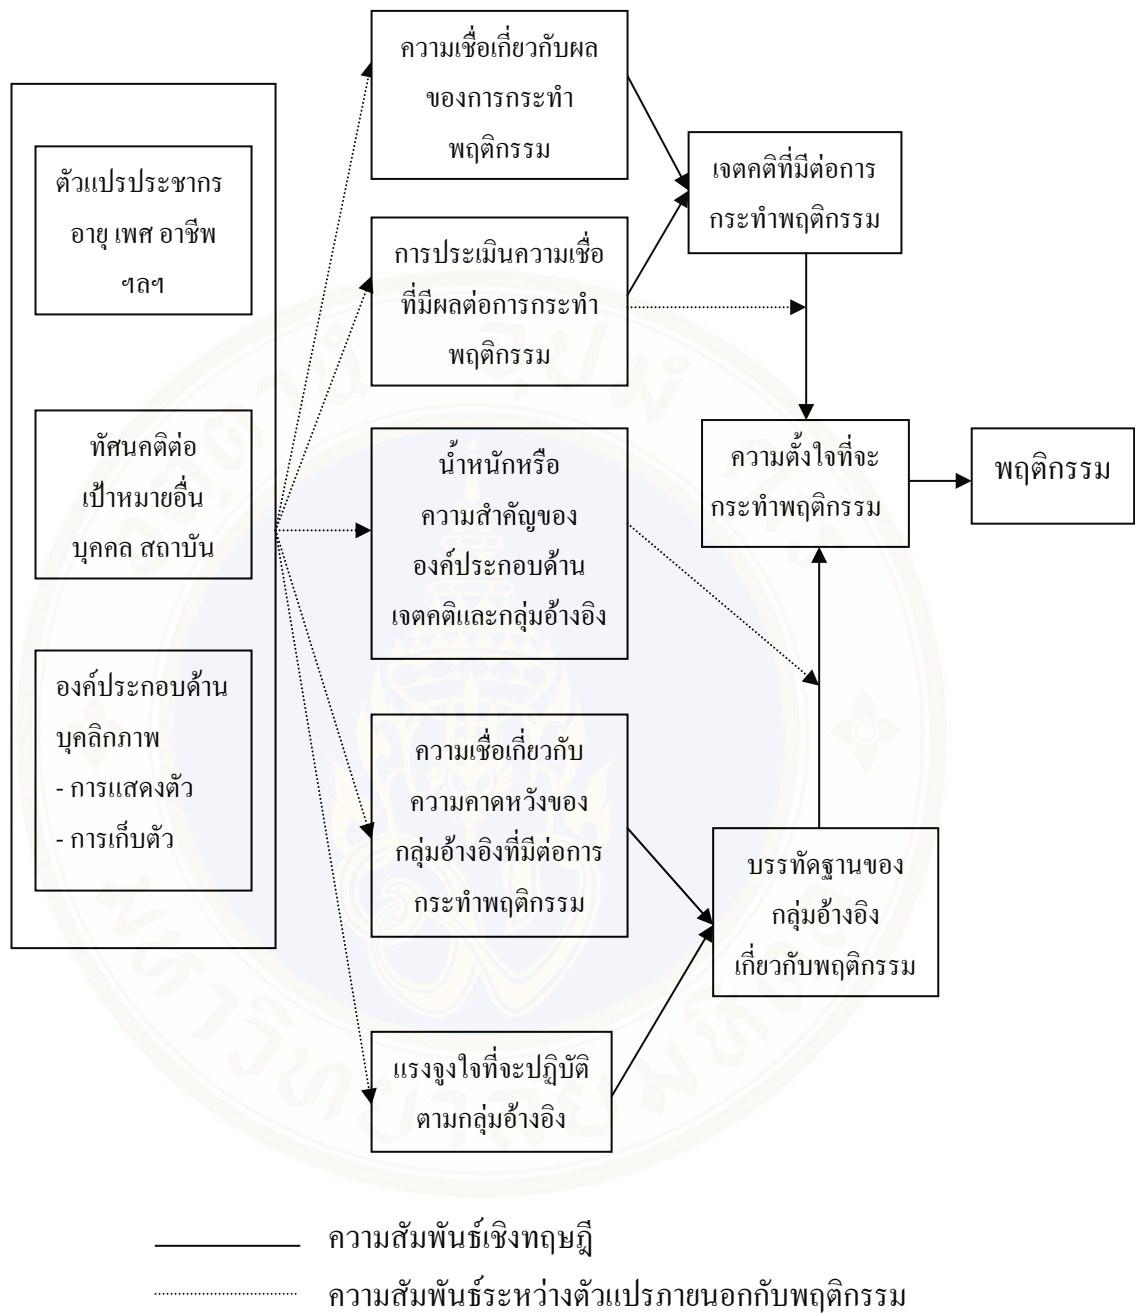 ความเชื่อเกี่ยวกับผล
ของการกระทำ
พฤติกรรม
ตัวแปรประชากร
อายุ เพศ อาชีพ
ฯลฯ
เจตคติที่มีต่อการ
กระทำพฤติกรรม
การประเมินความเชื่อ
ที่มีผลต่อการกระทำ
พฤติกรรม
ทัศนคติต่อ
เป้าหมายอื่น
บุคคล สถาบัน
น้ำหนักหรือ
ความสำคัญของ
องค์ประกอบด้าน
เจตคติและกลุ่มอ้างอิง
ความตั้งใจที่จะ
กระทำพฤติกรรม
พฤติกรรม
องค์ประกอบด้าน
บุคลิกภาพ
- การแสดงตัว
- การเก็บตัว
ความเชื่อเกี่ยวกับ
ความคาดหวังของ
กลุ่มอ้างอิงที่มีต่อการ
กระทำพฤติกรรม
บรรทัดฐานของ
กลุ่มอ้างอิง
เกี่ยวกับพฤติกรรม
แรงจูงใจที่จะปฏิบัติ
ตามกลุ่มอ้างอิง
ความสัมพันธ์เชิงทฤษฎี
ความสัมพันธ์ระหว่างตัวแปรภายนอกกับพฤติกรรม
มหาวิทยาลัยมหิดล